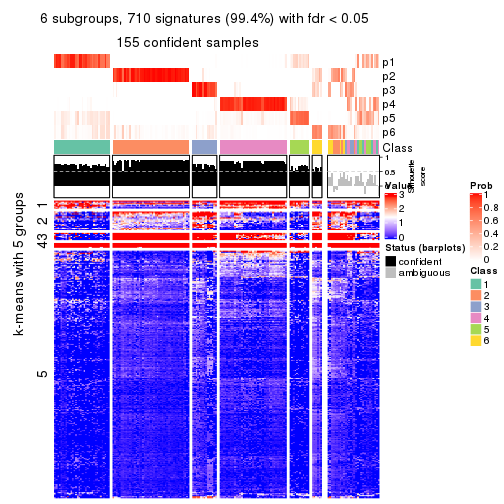 6 subgroups, 710 signatures (99.4%) with fdr < 0.05
155 confident samples
p1
p2
p3
p4
p5
p6
Class
1
0.5
0
Silhouette
score
k-means with 5 groups
1
2
3
4
5
Value
3
2
1
0
Status (barplots)
confident
ambiguous
Prob
1
0.8
0.6
0.4
0.2
0
Class
1
2
3
4
5
6